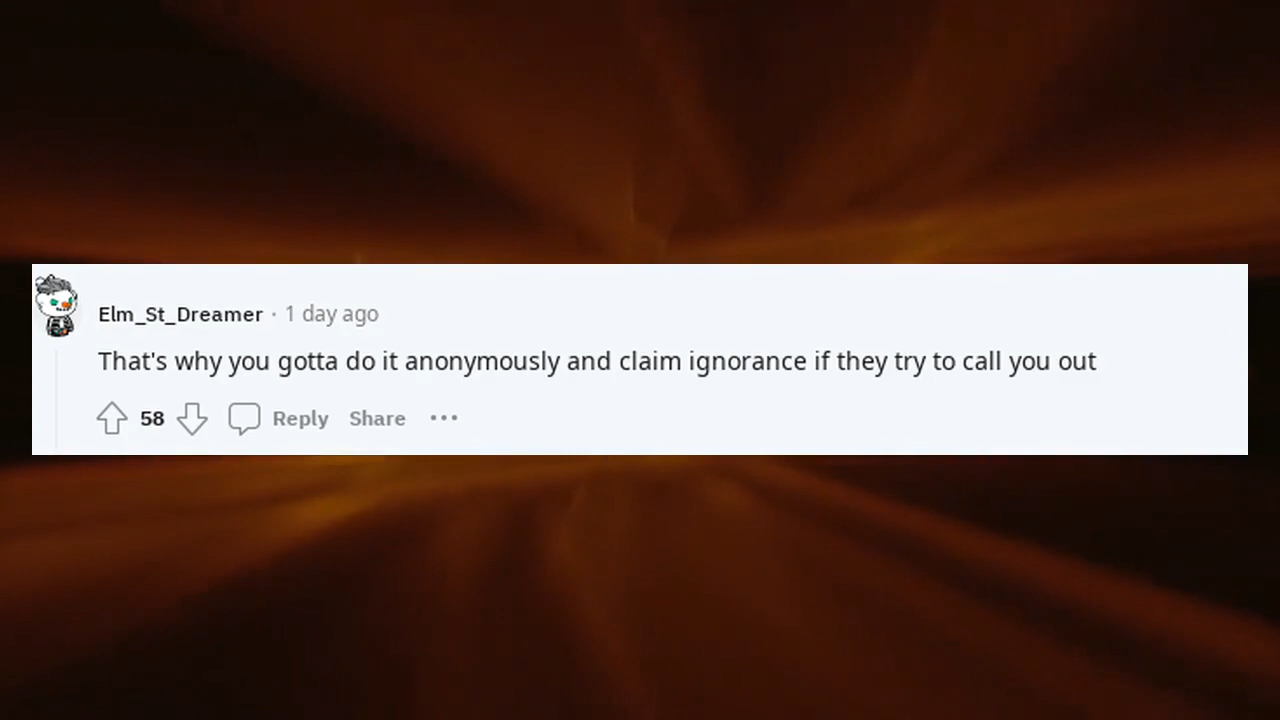 Elm_St_Dreamer · 1 day ago
That's why you gotta do it anonymously and claim ignorance if they try to call you out
58 Reply Share •••